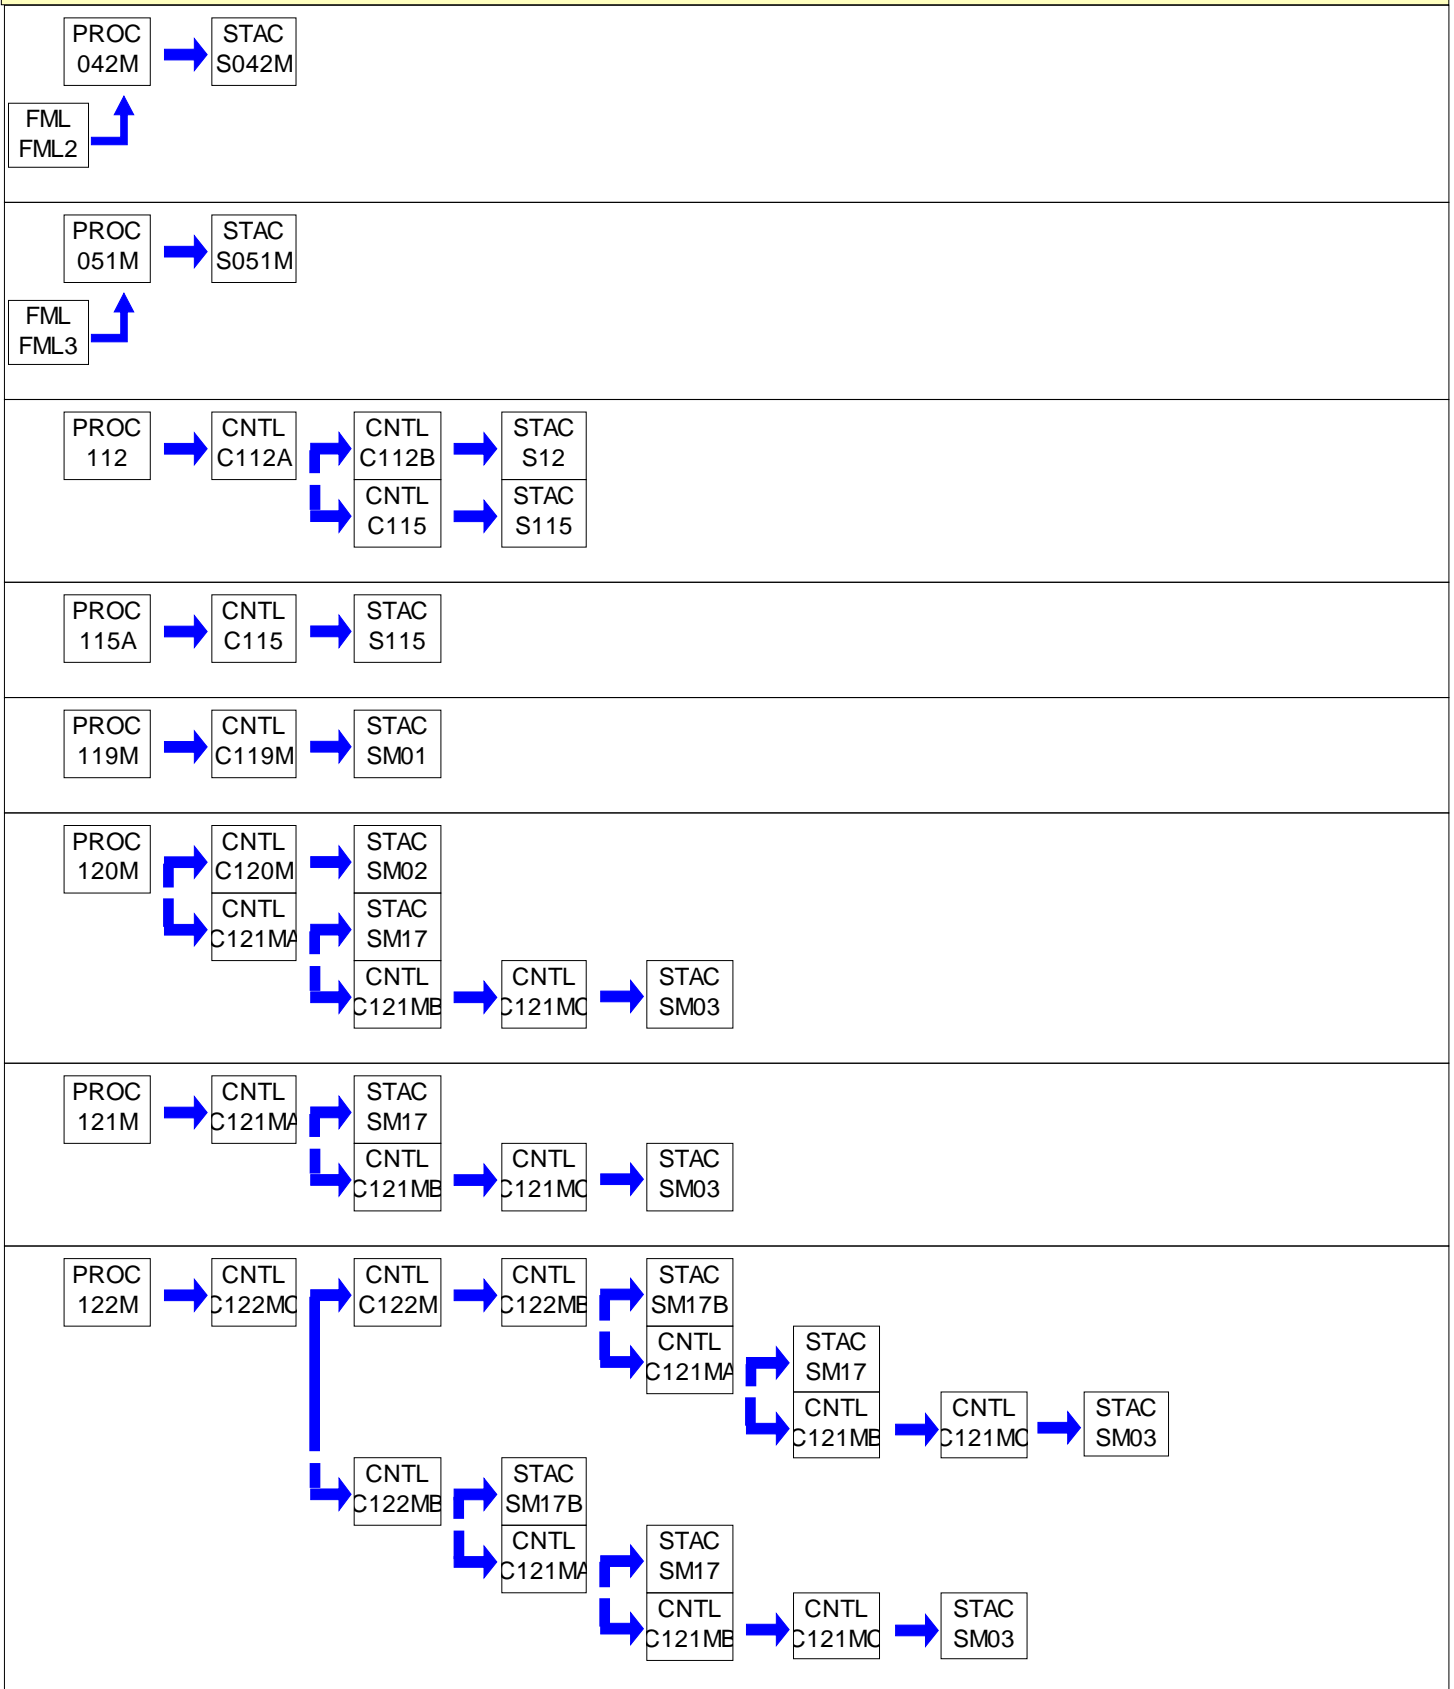 PROC
042M
STAC
S042M
FML
FML2
PROC
051M
STAC
S051M
FML
FML3
PROC
112
CNTL
C112A
CNTL
C112B
STAC
S12
CNTL
C115
STAC
S115
PROC
115A
CNTL
C115
STAC
S115
PROC
119M
CNTL
C119M
STAC
SM01
PROC
120M
CNTL
C120M
STAC
SM02
CNTL
C121MA
STAC
SM17
CNTL
C121MB
CNTL
C121MC
STAC
SM03
PROC
121M
CNTL
C121MA
STAC
SM17
CNTL
C121MB
CNTL
C121MC
STAC
SM03
PROC
122M
CNTL
C122MC
CNTL
C122M
CNTL
C122MB
STAC
SM17B
CNTL
C121MA
STAC
SM17
CNTL
C121MB
CNTL
C121MC
STAC
SM03
CNTL
C122MB
STAC
SM17B
CNTL
C121MA
STAC
SM17
CNTL
C121MB
CNTL
C121MC
STAC
SM03